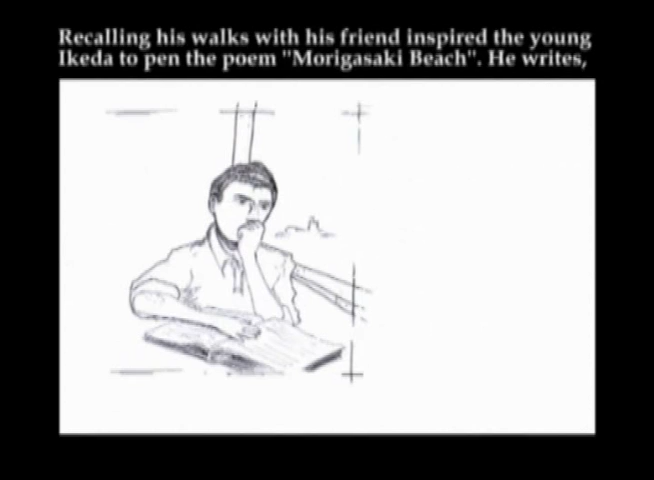 Recalling his walks with his friend inspired the young
Ikeda to pen the poem "Morigasaki Beach". He writes,